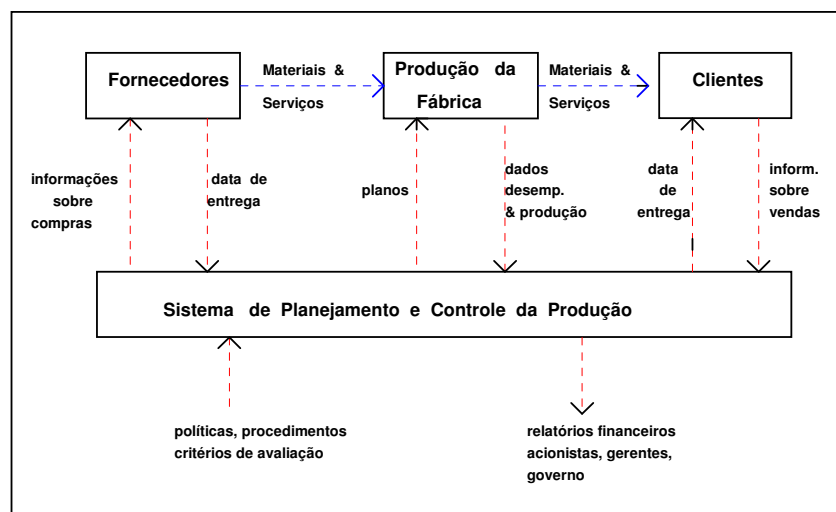 Fornecedores
Materiais &
Serviços
Produção da
Fábrica
Materiais &
Serviços
Clientes
informações
sobre
compras
data de
entrega
planos
dados
desemp.
& produção
data
de
entrega
inform.
sobre
vendas
Sistema de Planejamento e Controle da Produção
políticas, procedimentos
critérios de avaliação
relatórios financeiros
acionistas, gerentes,
governo